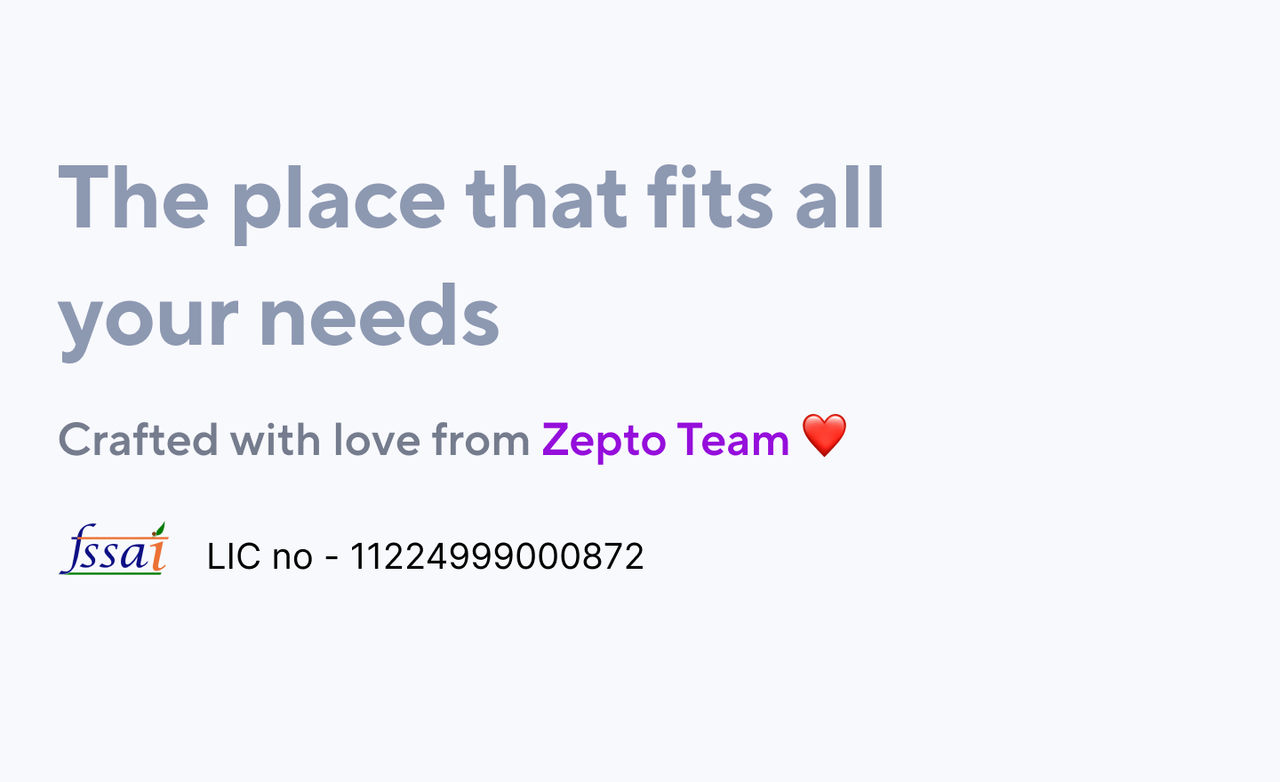 The place that fits all
your needs
Crafted with love from Zepto Team ❤️
fssai LIC no - 11224999000872